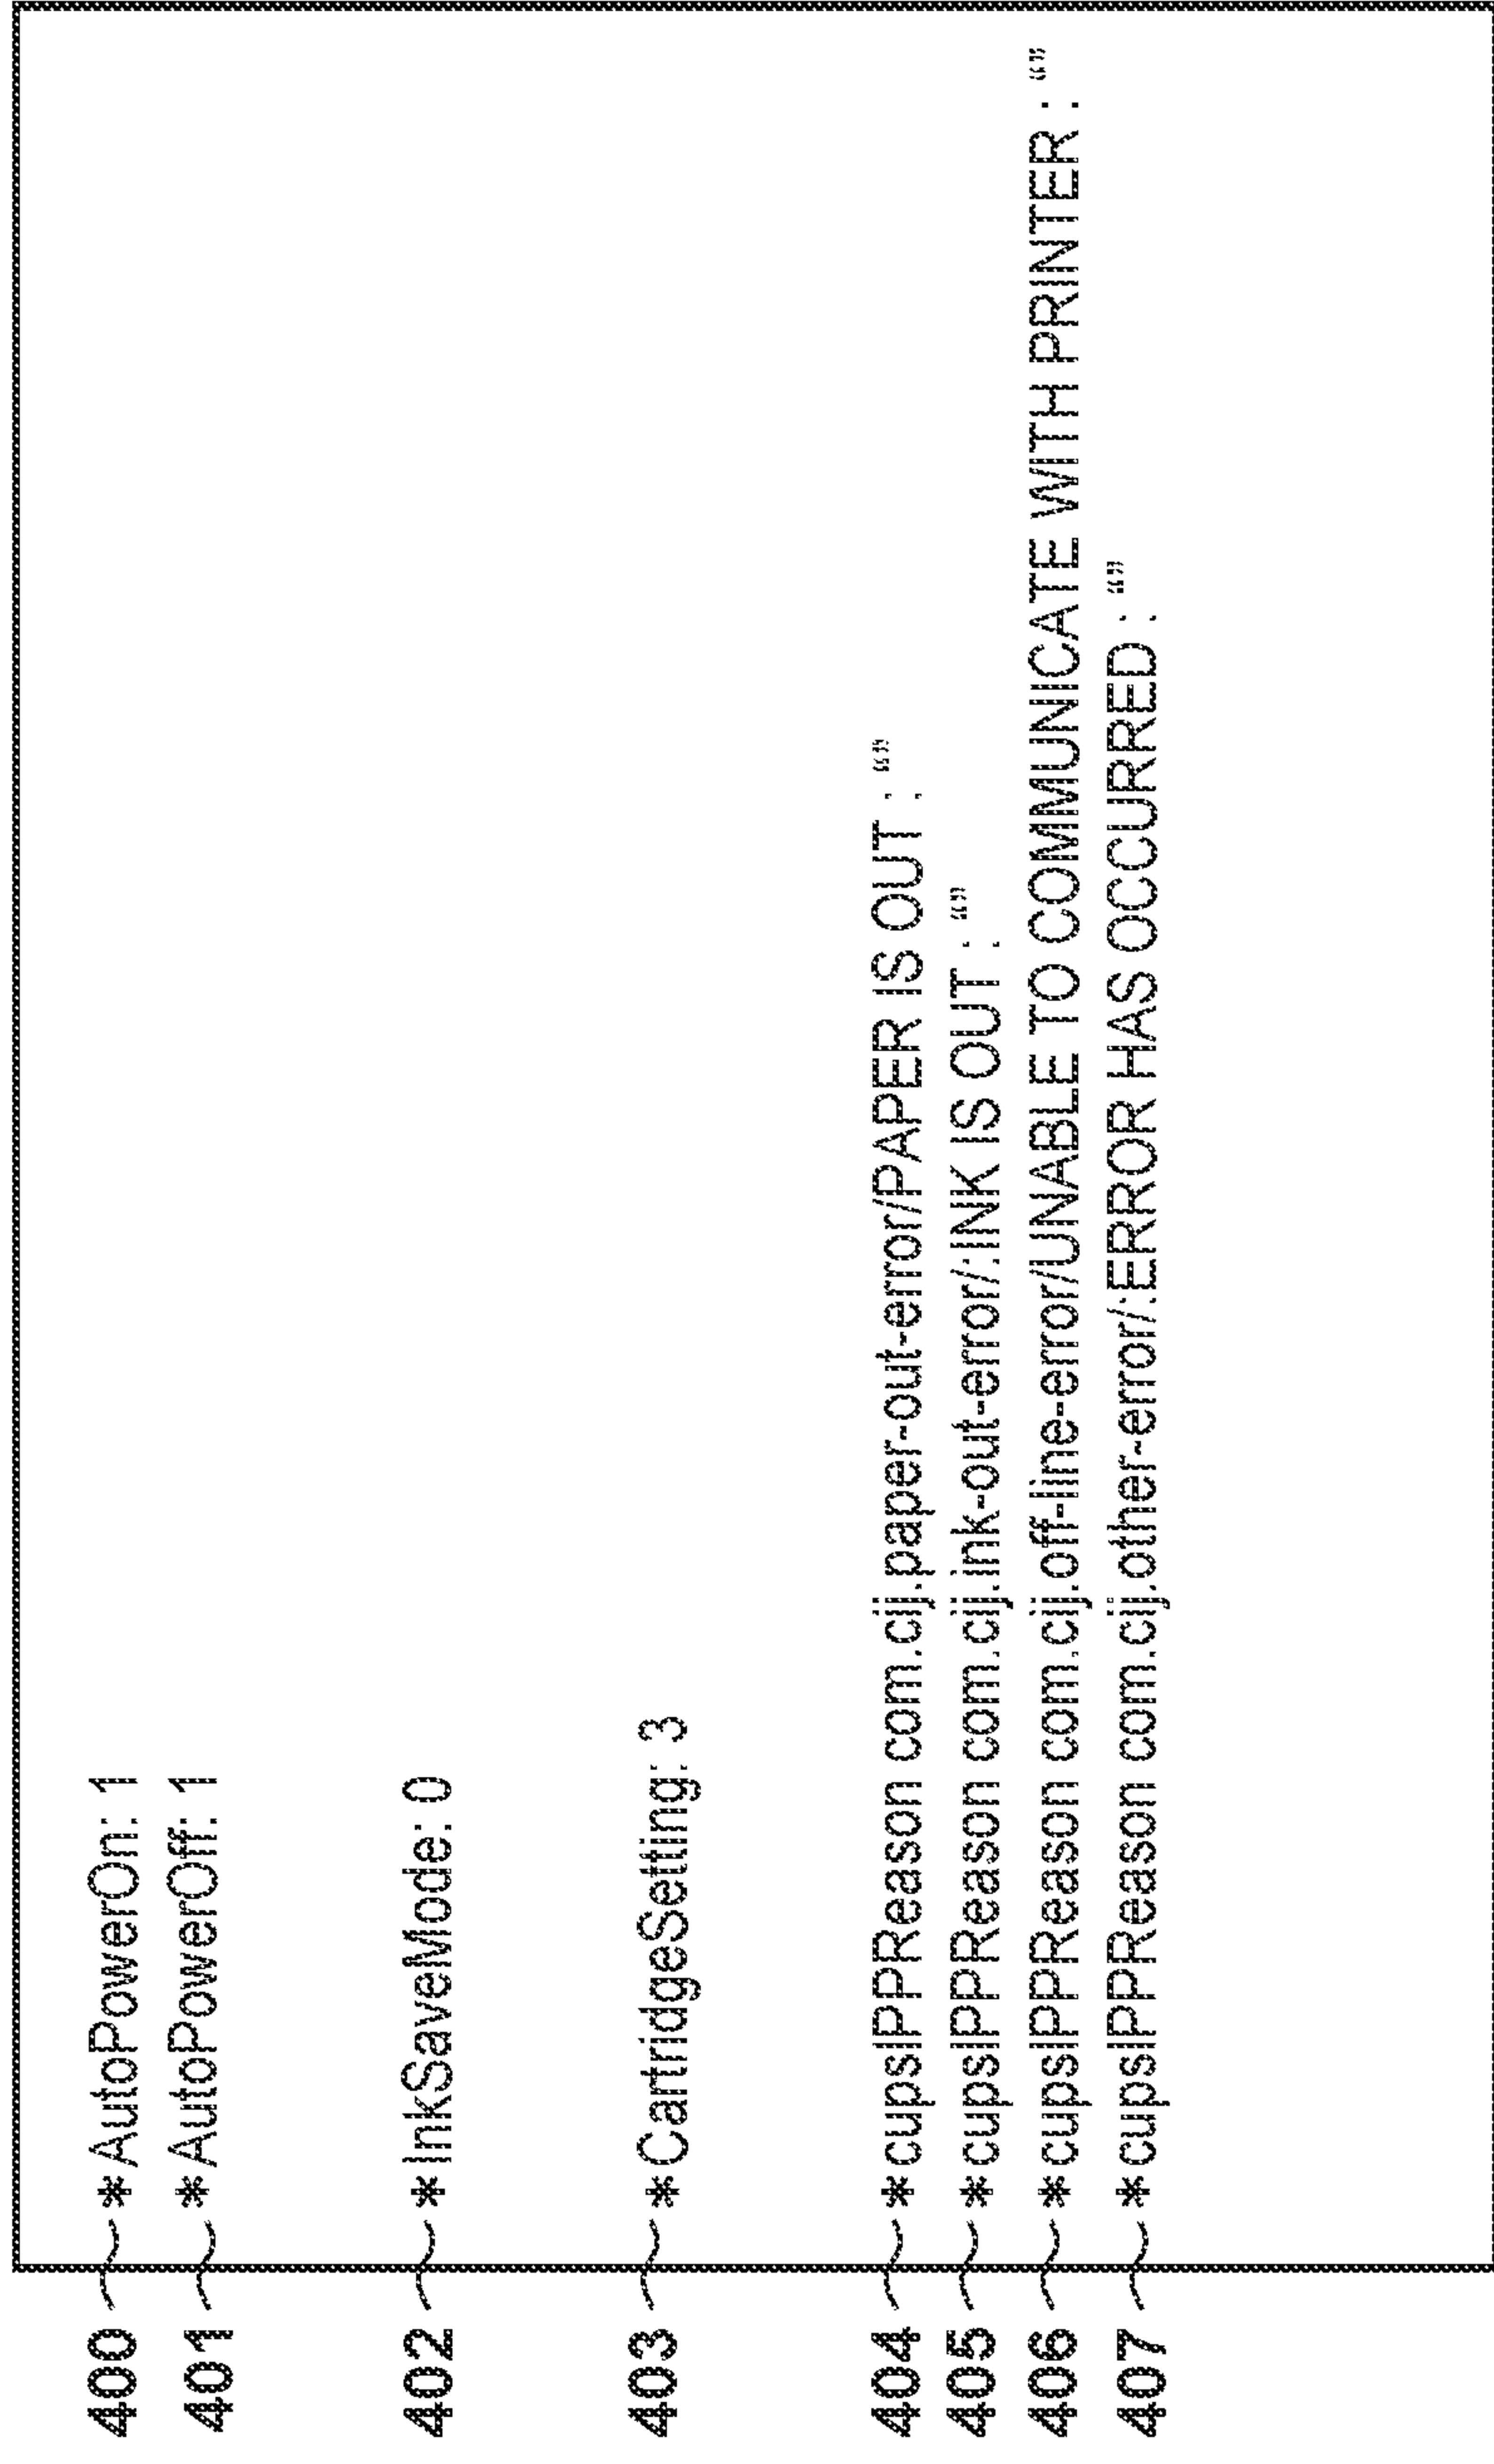 400 *AutoPowerOn: 1
401 *AutoPowerOff: 1
402 *InkSaveMode: 0
403 *CartridgeSetting: 3
404 *cupsIPPReason com.cij.paper-out-error/PAPER IS OUT : “”
405 *cupsIPPReason com.cij.ink-out-error/:INK IS OUT : “”
406 *cupsIPPReason com.cij.off-line-error/UNABLE TO COMMUNICATE WITH PRINTER : “”
407 *cupsIPPReason com.cij.other-error/:ERROR HAS OCCURRED : “”